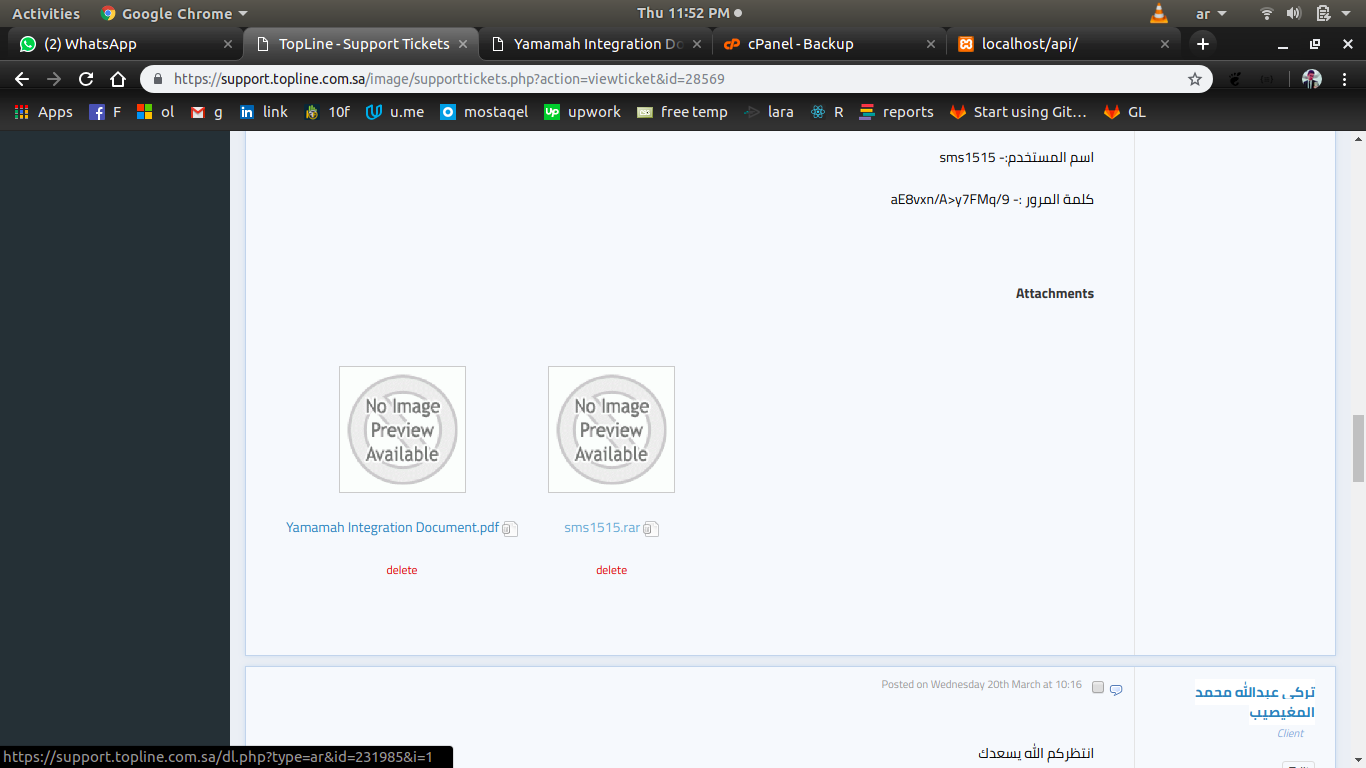 Activities Google Chrome Thu 11:52 PM ar
(2) WhatsApp TopLine - Support Tickets Yamamah Integration Do cPanel - Backup localhost/api/
https://support.topline.com.sa/image/supporttickets.php?action=viewticket&id=28569
Apps F ol g link 10f u.me mostaqel upwork free temp lara R reports Start using Git… GL
اسم المستخدم:- sms1515
كلمة المرور :- aE8vxn/A>y7FMq/9
Attachments
No Image Preview Available
No Image Preview Available
Yamamah Integration Document.pdf sms1515.rar
delete delete
Posted on Wednesday 20th March at 10:16
تركي عبدالله محمد
المغيصيب
Client
انتظركم الله يسعدك
https://support.topline.com.sa/dl.php?type=ar&id=231985&i=1